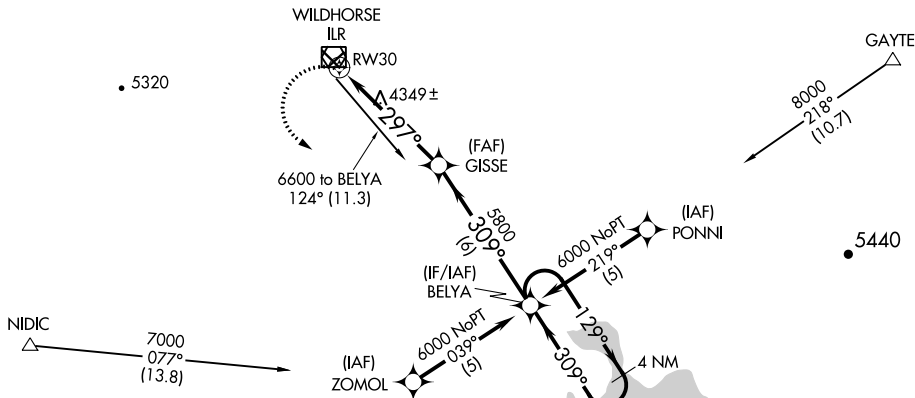 WILDHORSE
ILR
RW30
GAYTE
5320
4349±
8000
218°
(10.7)
297°
(FAF)
GISSE
6600 to BELYA
124° (11.3)
5800
309°
(6)
(IAF)
PONNI
6000 NoPT
219°
(5)
5440
(IF/IAF)
BELYA
NIDIC
7000
077°
(13.8)
6000 NoPT
039°
(5)
(IAF)
ZOMOL
129°
309°
4 NM